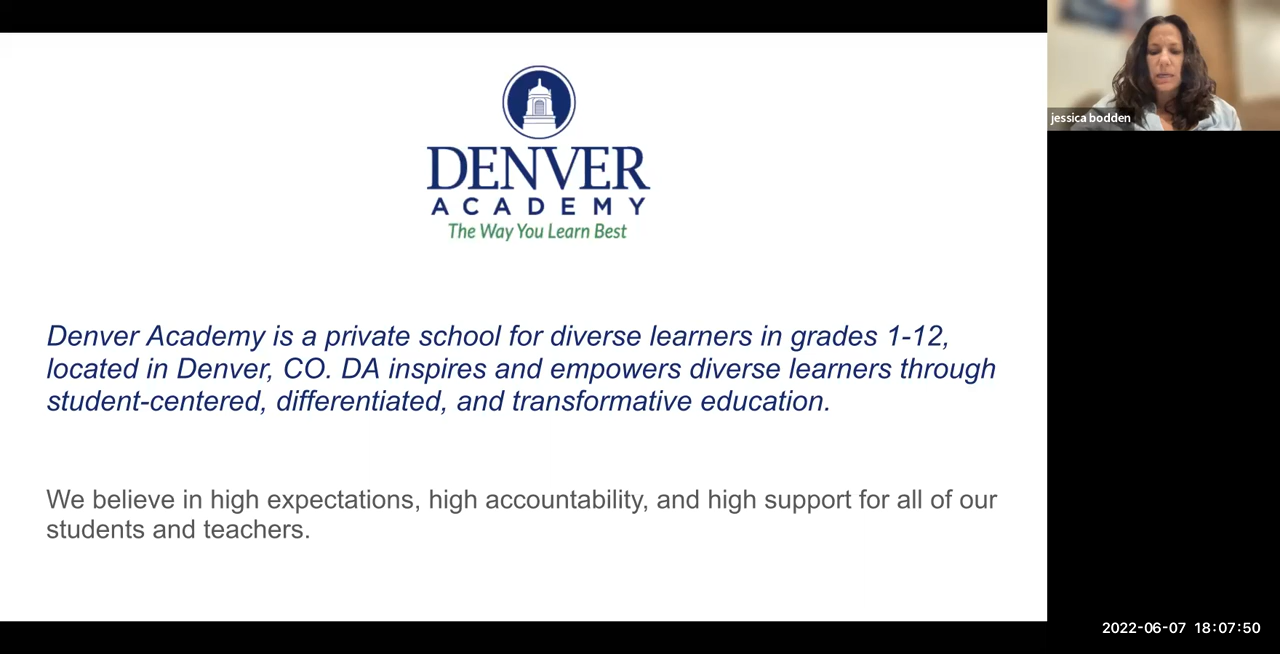 DENVER
ACADEMY
The Way You Learn Best
Denver Academy is a private school for diverse learners in grades 1-12,
located in Denver, CO. DA inspires and empowers diverse learners through
student-centered, differentiated, and transformative education.
We believe in high expectations, high accountability, and high support for all of our
students and teachers.
jessica bodden
2022-06-07 18:07:50